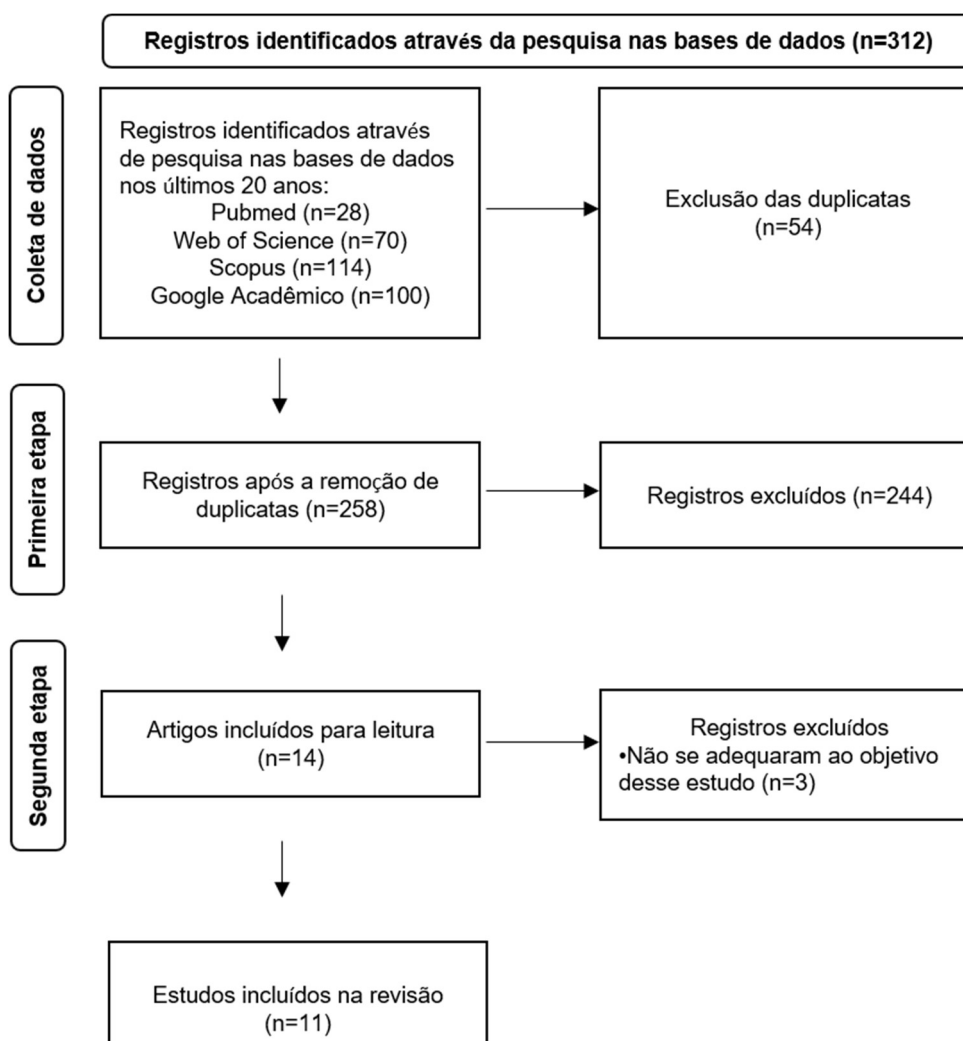 Registros identificados através da pesquisa nas bases de dados (n=312)
Coleta de dados
Registros identificados através
de pesquisa nas bases de dados
nos últimos 20 anos:
Pubmed (n=28)
Web of Science (n=70)
Scopus (n=114)
Google Acadêmico (n=100)
Exclusão das duplicatas
(n=54)
Primeira etapa
Registros após a remoção de
duplicatas (n=258)
Registros excluídos (n=244)
Segunda etapa
Artigos incluídos para leitura
(n=14)
Registros excluídos
•Não se adequaram ao objetivo
desse estudo (n=3)
Estudos incluídos na revisão
(n=11)